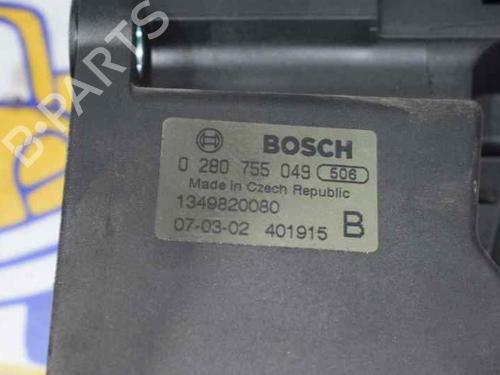 B-PARTS
BOSCH
0 280 755 049 506
Made in Czech Republic
1349820080
07-03-02 401915 B